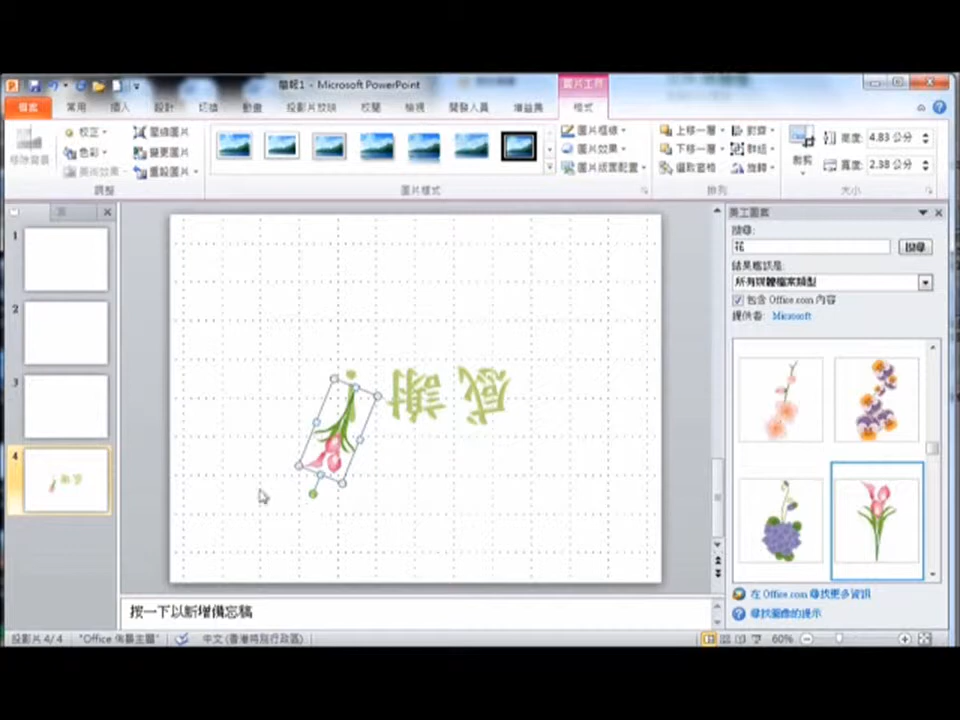 簡報1 - Microsoft PowerPoint
圖片工具
檔案 常用 插入 設計 切換 動畫 投影片放映 校閱 檢視 開發人員 增益集 格式
移除背景
校正
色彩
美術效果
壓縮圖片
變更圖片
重設圖片
調整
圖片樣式
圖片框線
圖片效果
圖片版面配置
上移一層
下移一層
選取窗格
對齊
群組
旋轉
排列
裁剪
高度: 4.83 公分
寬度: 2.38 公分
大小
1
2
3
4
感謝
美工圖案
搜尋:
花
搜尋
結果應該是:
所有媒體檔案類型
包含 Office.com 內容
提供者: Microsoft
在 Office.com 尋找更多資訊
尋找圖像的提示
按一下以新增備忘稿
投影片 4/4 "Office 佈景主題" 中文 (香港特別行政區) 60%